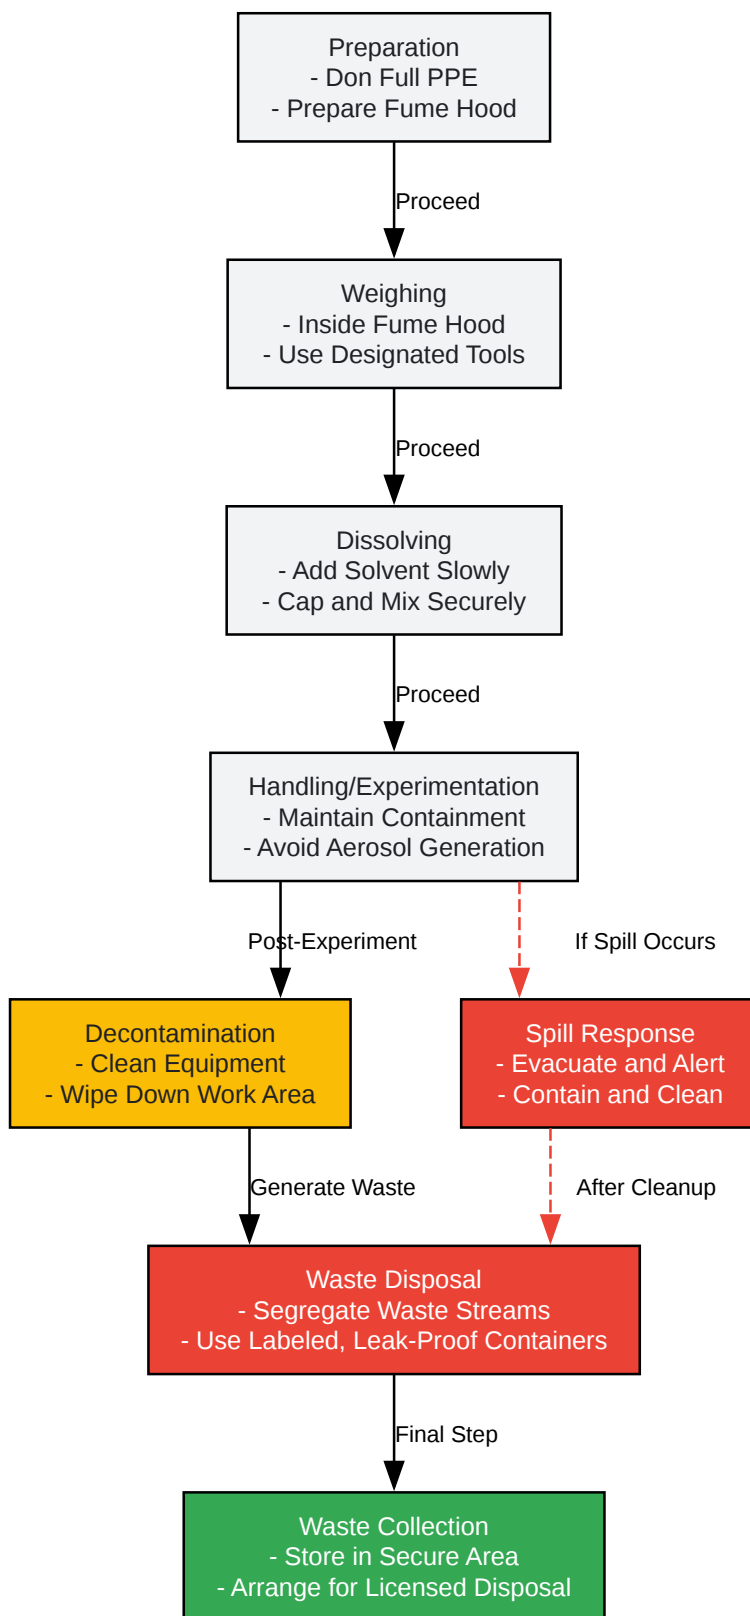 Preparation
- Don Full PPE
- Prepare Fume Hood
Proceed
Weighing
- Inside Fume Hood
- Use Designated Tools
Proceed
Dissolving
- Add Solvent Slowly
- Cap and Mix Securely
Proceed
Handling/Experimentation
- Maintain Containment
- Avoid Aerosol Generation
Post-Experiment
If Spill Occurs
Decontamination
- Clean Equipment
- Wipe Down Work Area
Spill Response
- Evacuate and Alert
- Contain and Clean
Generate Waste
After Cleanup
Waste Disposal
- Segregate Waste Streams
- Use Labeled, Leak-Proof Containers
Final Step
Waste Collection
- Store in Secure Area
- Arrange for Licensed Disposal